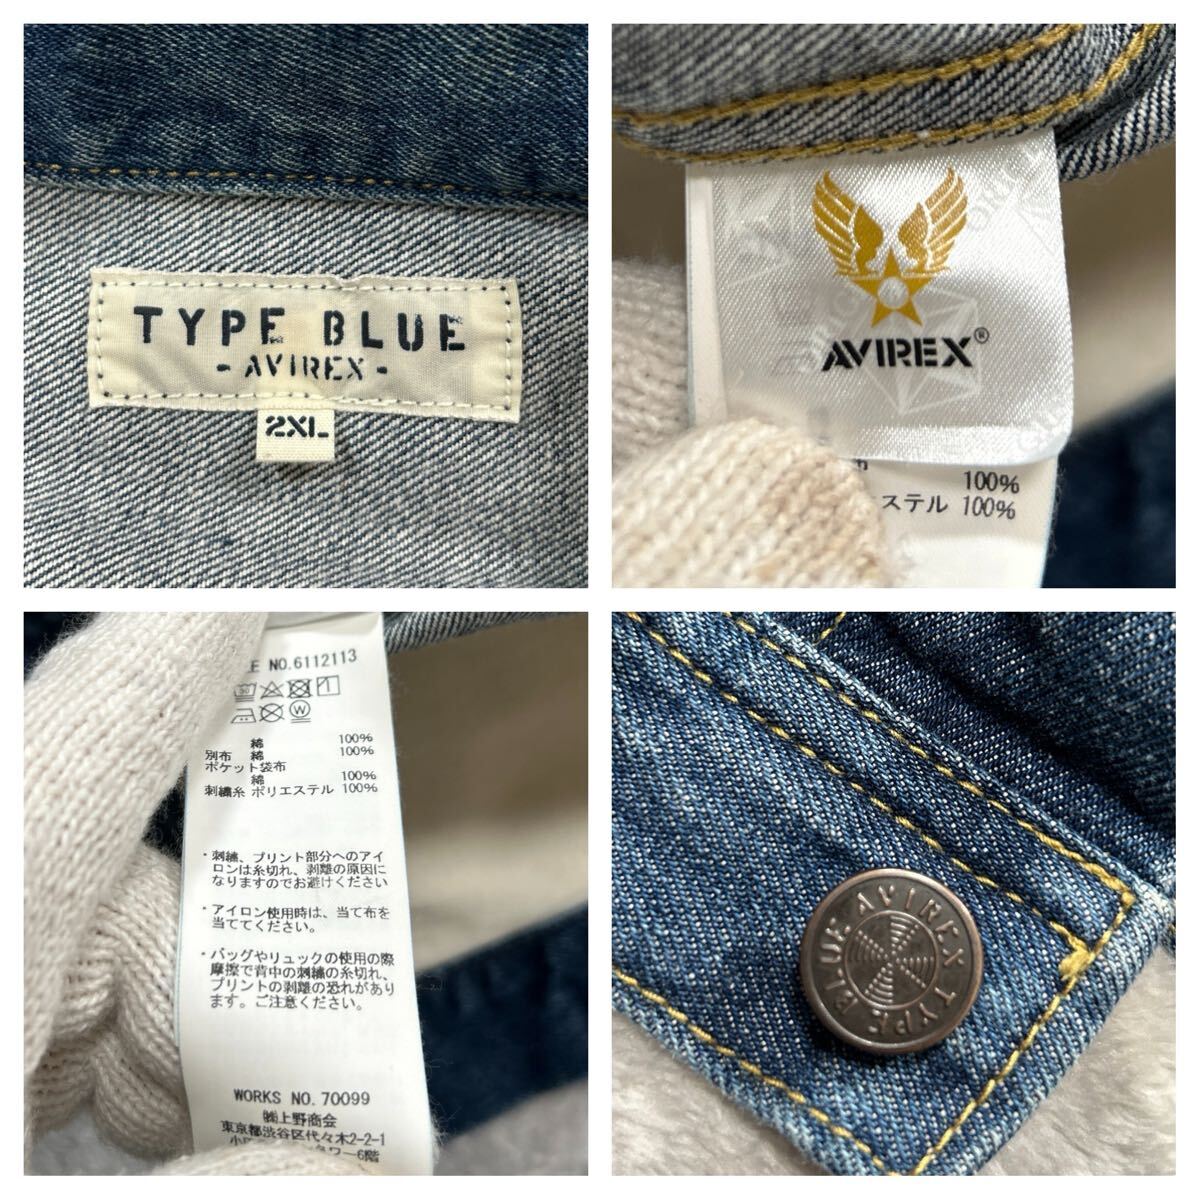 TYPE BLUE
- AVIREX -
2XL
AVIREX®
100%
ステル 100%
NO.6112113
綿 100%
別布 綿 100%
ポケット袋布
綿 100%
刺繍糸 ポリエステル 100%
・刺繍、プリント部分へのアイ
ロンは糸切れ、剥離の原因に
なりますのでお避けください
・アイロン使用時は、当て布を
当ててください。
・バッグやリュックの使用の際
摩擦で背中の刺繍の糸切れ、
プリントの剥離の恐れがあり
ます。ご注意ください。
WORKS NO.70099
㈱上野商会
東京都渋谷区代々木2-2-1
ワー6階
AVIREX TYPE BLUE